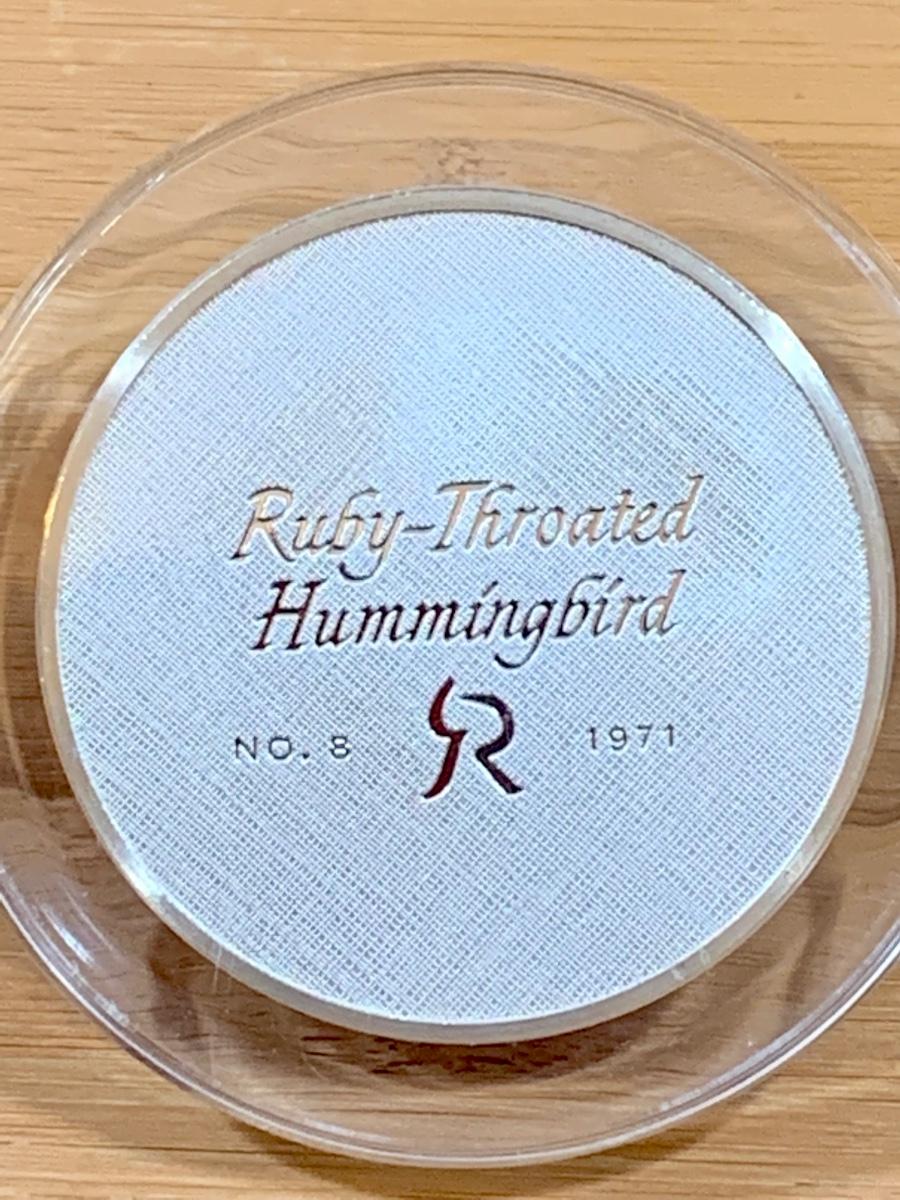 Ruby-Throated
Hummingbird
NO. 8 SR 1971